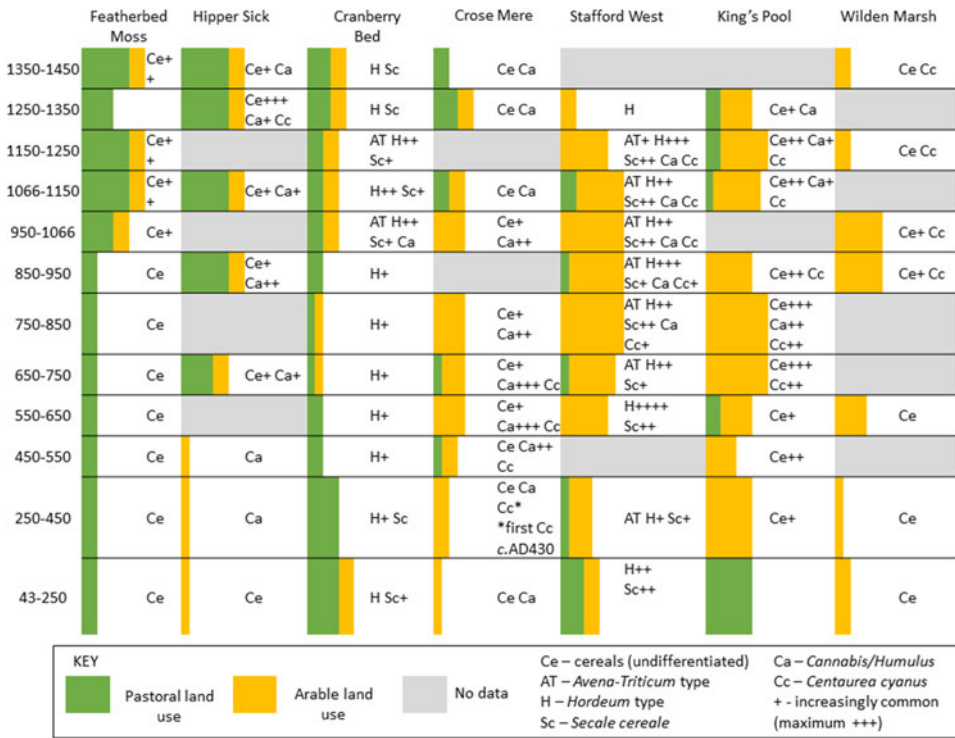 Featherbed Moss Hipper Sick Cranberry Bed Crose Mere Stafford West King's Pool Wilden Marsh
1350-1450 Ce+ + Ce+ Ca H Sc Ce Ca Ce Cc
1250-1350 Ce+++ Ca+ Cc H Sc Ce Ca H Ce+ Ca
1150-1250 Ce+ + AT H++ Sc+ AT+ H+++ Sc++ Ca Cc Ce++ Ca+ Cc Ce Cc
1066-1150 Ce+ + Ce+ Ca+ H++ Sc+ Ce Ca AT H++ Sc++ Ca Cc Ce++ Ca+ Cc
950-1066 Ce+ AT H++ Sc+ Ca Ce+ Ca++ AT H++ Sc++ Ca Cc Ce+ Cc
850-950 Ce Ce+ Ca++ H+ AT H+++ Sc+ Ca Cc+ Ce++ Cc Ce+ Cc
750-850 Ce H+ Ce+ Ca++ AT H++ Sc++ Ca Cc+ Ce+++ Ca++ Cc++
650-750 Ce Ce+ Ca+ H+ Ce+ Ca+++ Cc AT H++ Sc+ Ce+++ Cc++
550-650 Ce H+ Ce+ Ca+++ Cc H++++ Sc++ Ce+ Ce
450-550 Ce Ca H+ Ce Ca++ Cc Ce++
250-450 Ce Ca H+ Sc Ce Ca Cc* *first Cc c.AD430 AT H+ Sc+ Ce+ Ce
43-250 Ce Ce H Sc+ Ce Ca H++ Sc++ Ce
KEY
Pastoral land use
Arable land use
No data
Ce – cereals (undifferentiated)
AT – Avena-Triticum type
H – Hordeum type
Sc – Secale cereale
Ca – Cannabis/Humulus
Cc – Centaurea cyanus
+ - increasingly common
(maximum +++)